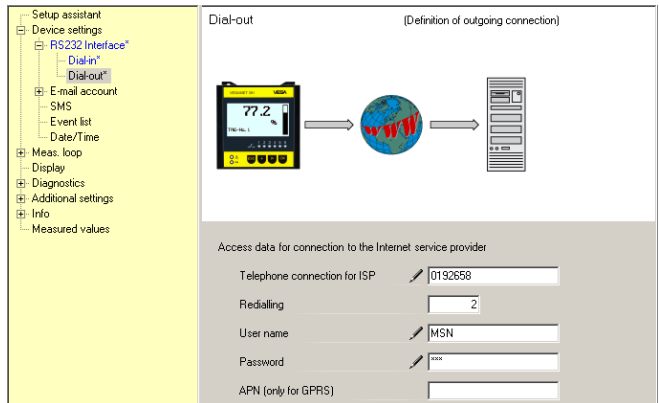 Setup assistant
Device settings
RS232 Interface*
Dial-in*
Dial-out*
E-mail account
SMS
Event list
Date/Time
Meas. loop
Display
Diagnostics
Additional settings
Info
Measured values
Dial-out (Definition of outgoing connection)
VEGA
77.2
%
TAG-No. 1
WWW
Access data for connection to the Internet service provider
Telephone connection for ISP 0192658
Redialling 2
User name MSN
Password ***
APN (only for GPRS)